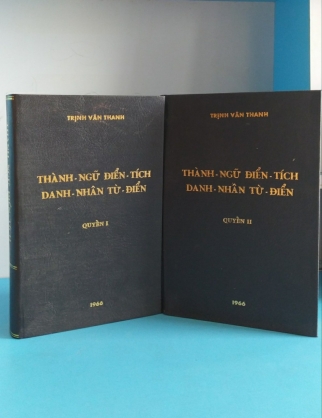 TRỊNH VÂN THANH
THÀNH-NGỮ ĐIỂN-TÍCH
DANH-NHÂN TỪ-ĐIỂN
QUYỂN I
1966
TRỊNH VÂN THANH
THÀNH-NGỮ ĐIỂN-TÍCH
DANH-NHÂN TỪ-ĐIỂN
QUYỂN II
1966